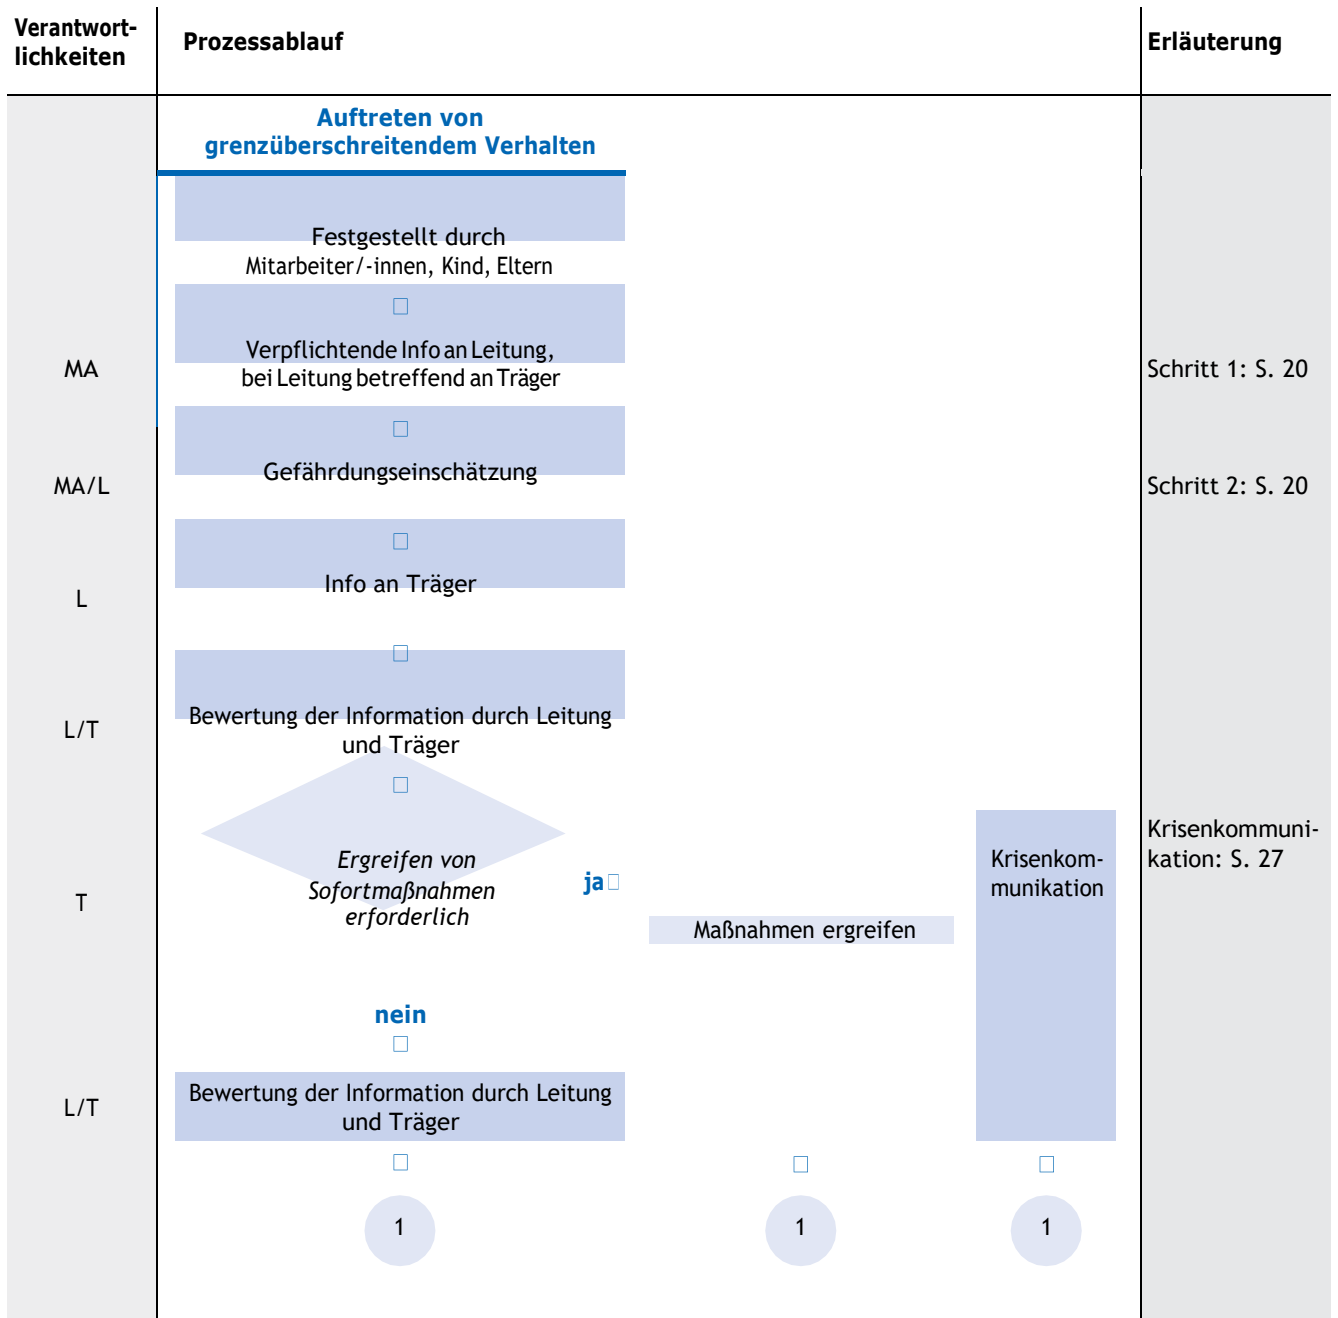 Verantwort-
lichkeiten
Prozessablauf
Erläuterung
Auftreten von
grenzüberschreitendem Verhalten
Festgestellt durch
Mitarbeiter/-innen, Kind, Eltern
Verpflichtende Info an Leitung,
bei Leitung betreffend an Träger
MA
Schritt 1: S. 20
Gefährdungseinschätzung
MA/L
Schritt 2: S. 20
Info an Träger
L
Bewertung der Information durch Leitung
und Träger
L/T
Ergreifen von
Sofortmaßnahmen
erforderlich
ja
T
Maßnahmen ergreifen
Krisenkom-
munikation
Krisenkommuni-
kation: S. 27
nein
Bewertung der Information durch Leitung
und Träger
L/T
1
1
1